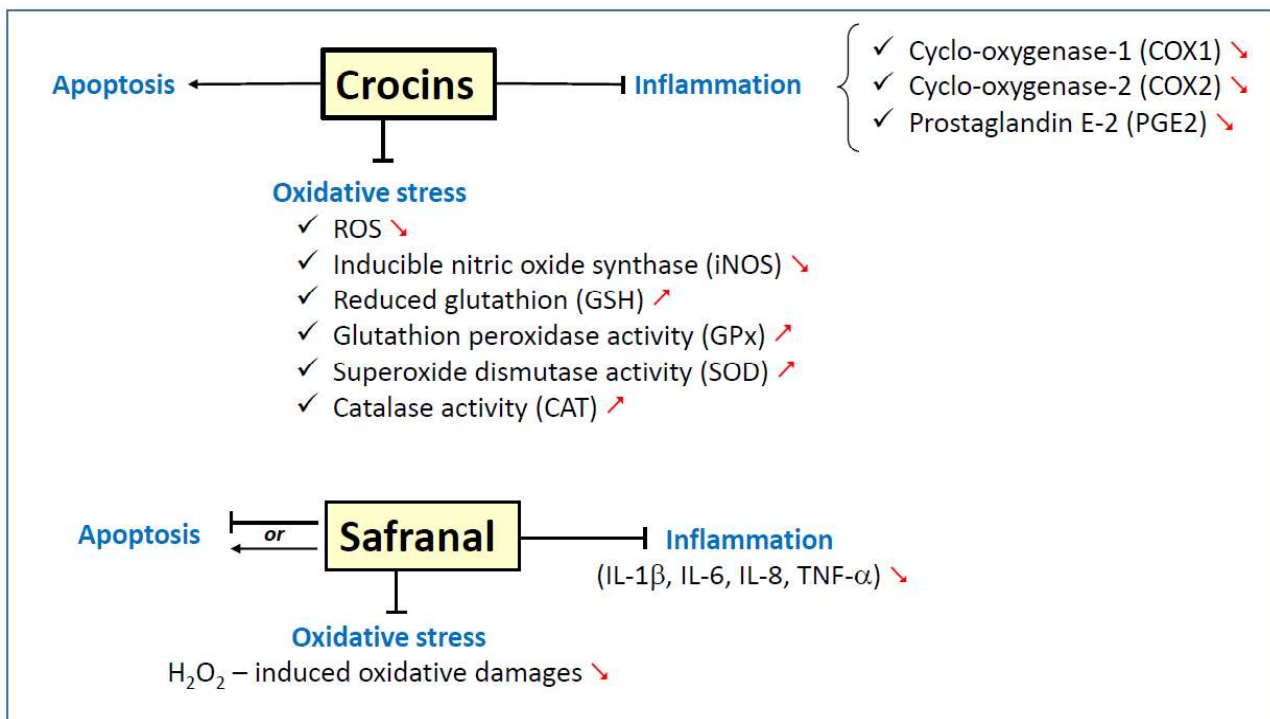 Apoptosis
Crocins
Inflammation
✓ Cyclo-oxygenase-1 (COX1) ↘
✓ Cyclo-oxygenase-2 (COX2) ↘
✓ Prostaglandin E-2 (PGE2) ↘
Oxidative stress
✓ ROS ↘
✓ Inducible nitric oxide synthase (iNOS) ↘
✓ Reduced glutathion (GSH) ↗
✓ Glutathion peroxidase activity (GPx) ↗
✓ Superoxide dismutase activity (SOD) ↗
✓ Catalase activity (CAT) ↗
Apoptosis
or
Safranal
Inflammation
(IL-1β, IL-6, IL-8, TNF-α) ↘
Oxidative stress
H₂O₂ – induced oxidative damages ↘